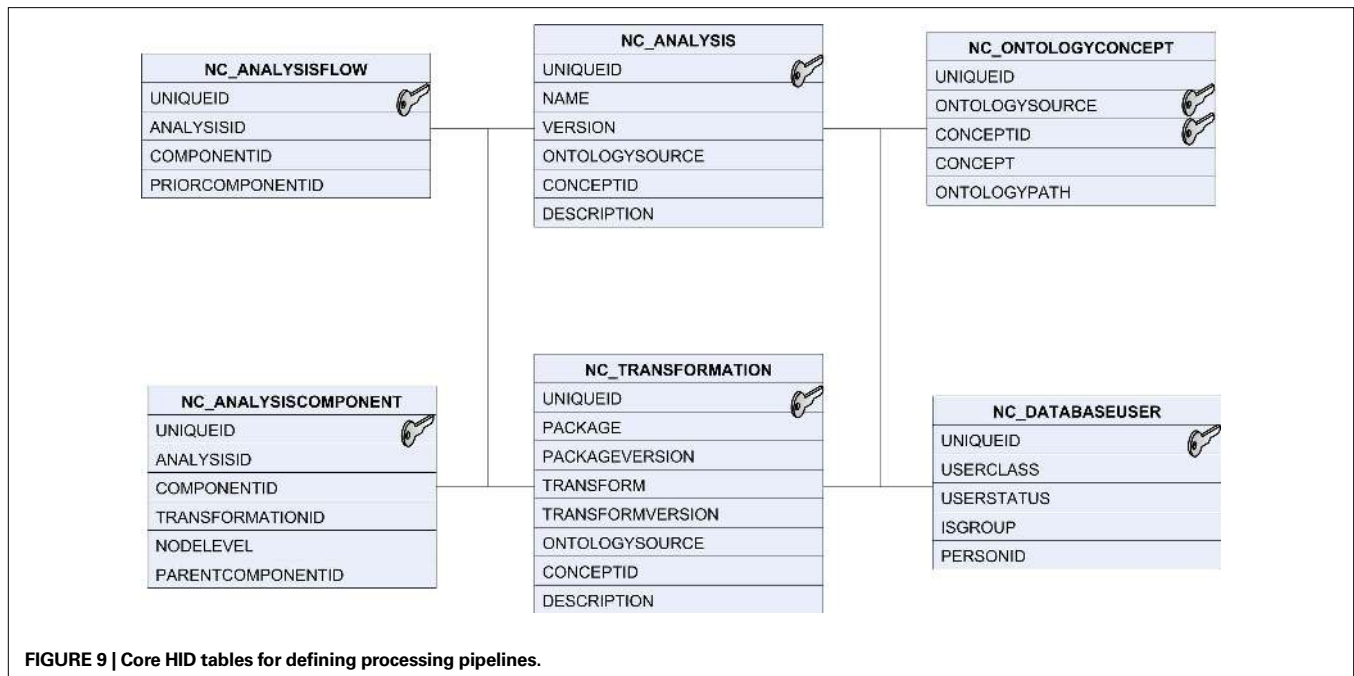 NC_ANALYSISFLOW
UNIQUEID
ANALYSISID
COMPONENTID
PRIORCOMPONENTID
NC_ANALYSIS
UNIQUEID
NAME
VERSION
ONTOLOGYSOURCE
CONCEPTID
DESCRIPTION
NC_ONTOLOGYCONCEPT
UNIQUEID
ONTOLOGYSOURCE
CONCEPTID
CONCEPT
ONTOLOGYPATH
NC_ANALYSISCOMPONENT
UNIQUEID
ANALYSISID
COMPONENTID
TRANSFORMATIONID
NODELEVEL
PARENTCOMPONENTID
NC_TRANSFORMATION
UNIQUEID
PACKAGE
PACKAGEVERSION
TRANSFORM
TRANSFORMVERSION
ONTOLOGYSOURCE
CONCEPTID
DESCRIPTION
NC_DATABASEUSER
UNIQUEID
USERCLASS
USERSTATUS
ISGROUP
PERSONID
FIGURE 9 | Core HID tables for defining processing pipelines.